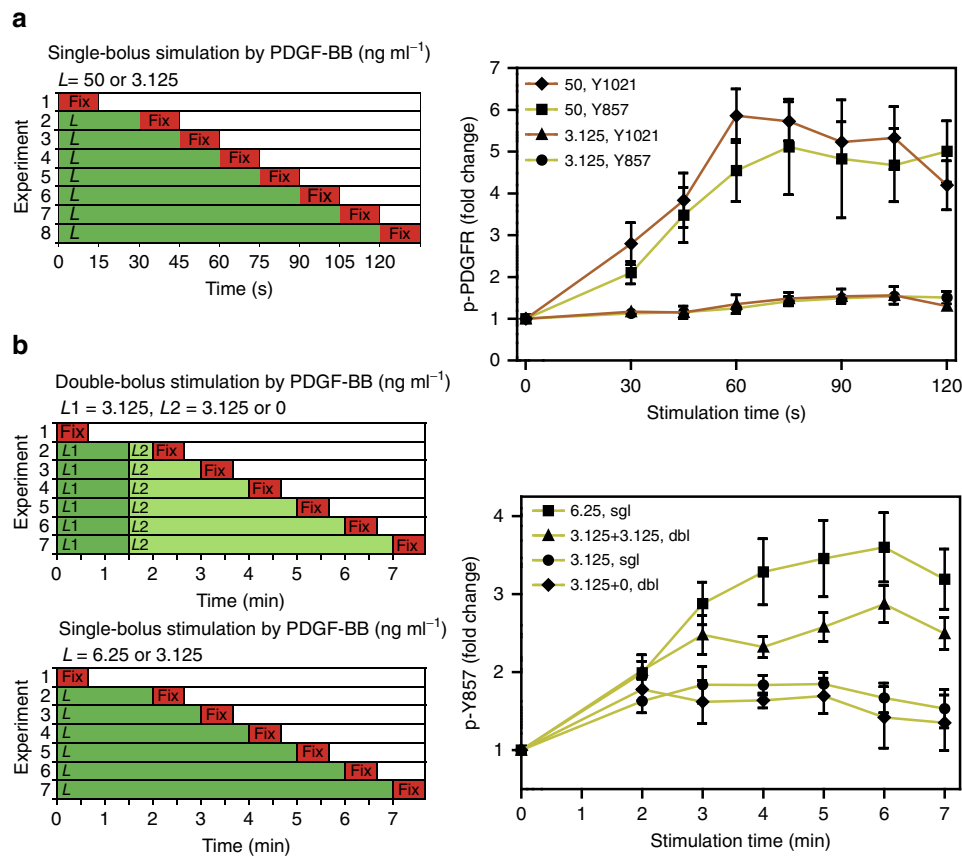 a
Single-bolus simulation by PDGF-BB (ng ml⁻¹)
L= 50 or 3.125
Experiment
1 Fix
2 L Fix
3 L Fix
4 L Fix
5 L Fix
6 L Fix
7 L Fix
8 L Fix
0 15 30 45 60 75 90 105 120
Time (s)
p-PDGFR (fold change)
7
6
5
4
3
2
1
0
50, Y1021
50, Y857
3.125, Y1021
3.125, Y857
0 30 60 90 120
Stimulation time (s)
b
Double-bolus stimulation by PDGF-BB (ng ml⁻¹)
L1 = 3.125, L2 = 3.125 or 0
Experiment
1 Fix
2 L1 L2 Fix
3 L1 L2 Fix
4 L1 L2 Fix
5 L1 L2 Fix
6 L1 L2 Fix
7 L1 L2 Fix
0 1 2 3 4 5 6 7
Time (min)
Single-bolus stimulation by PDGF-BB (ng ml⁻¹)
L = 6.25 or 3.125
Experiment
1 Fix
2 L Fix
3 L Fix
4 L Fix
5 L Fix
6 L Fix
7 L Fix
0 1 2 3 4 5 6 7
Time (min)
p-Y857 (fold change)
4
3
2
1
6.25, sgl
3.125+3.125, dbl
3.125, sgl
3.125+0, dbl
0 1 2 3 4 5 6 7
Stimulation time (min)